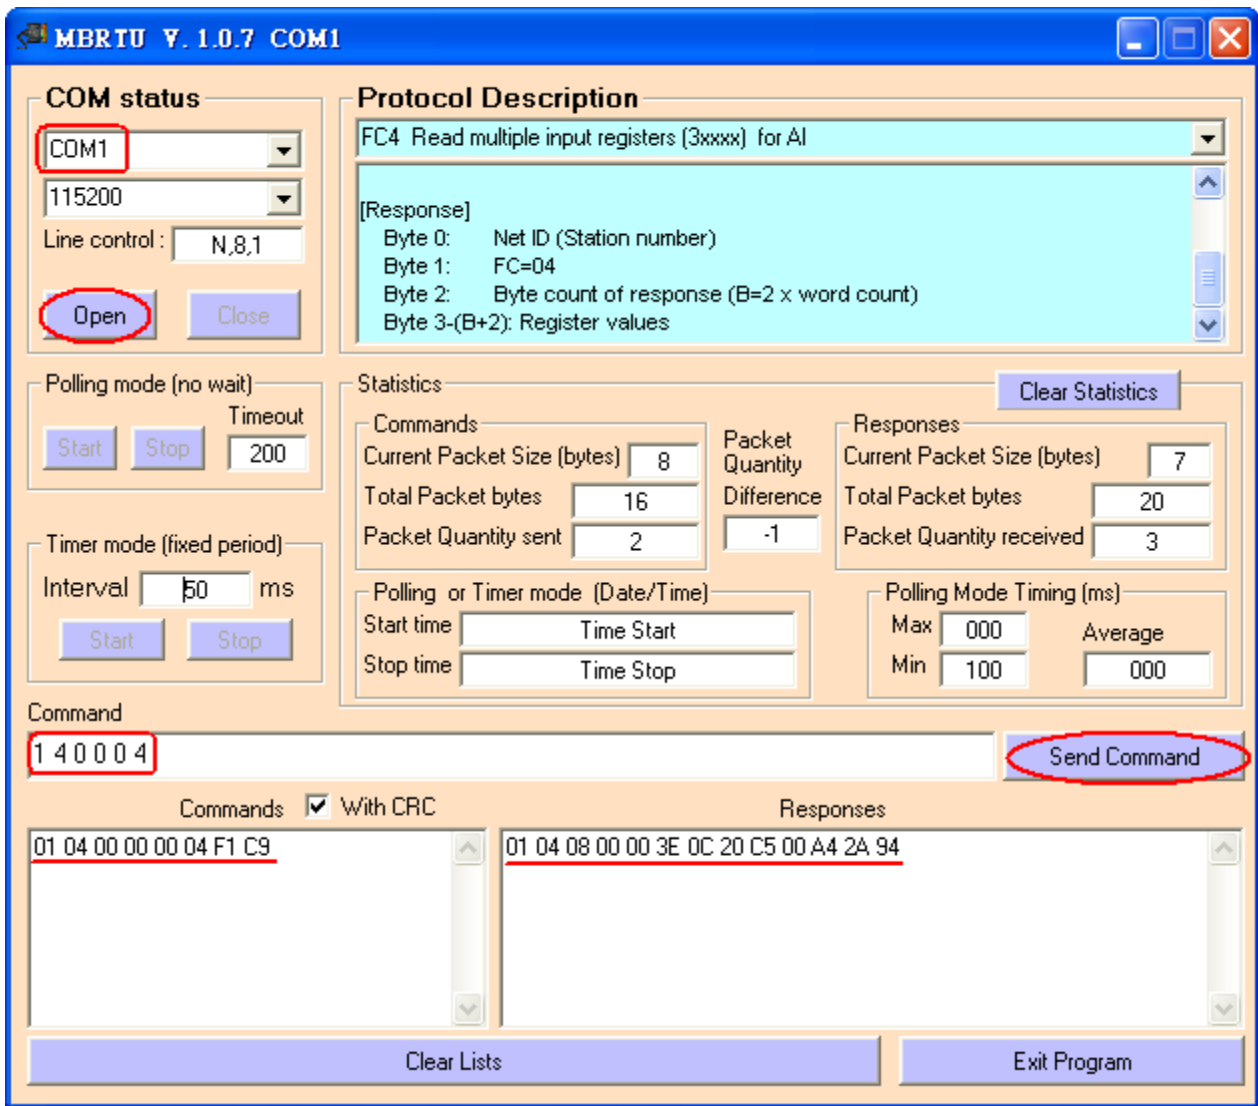 MBRTU V. 1.0.7 COM1
COM status
COM1
115200
Line control :
N,8,1
Open
Close
Protocol Description
FC4 Read multiple input registers (3xxxx) for AI
[Response]
Byte 0: Net ID (Station number)
Byte 1: FC=04
Byte 2: Byte count of response (B=2 x word count)
Byte 3-(B+2): Register values
Polling mode (no wait)
Timeout
Start
Stop
200
Timer mode (fixed period)
Interval
50
ms
Start
Stop
Statistics
Clear Statistics
Commands
Current Packet Size (bytes) 8
Total Packet bytes 16
Packet Quantity sent 2
Packet
Quantity
Difference
-1
Responses
Current Packet Size (bytes) 7
Total Packet bytes 20
Packet Quantity received 3
Polling or Timer mode (Date/Time)
Start time Time Start
Stop time Time Stop
Polling Mode Timing (ms)
Max 000
Min 100
Average
000
Command
1 4 0 0 0 4
Send Command
Commands With CRC
Responses
01 04 00 00 00 04 F1 C9
01 04 08 00 00 3E 0C 20 C5 00 A4 2A 94
Clear Lists
Exit Program